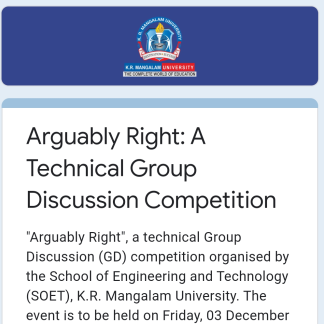 K.R. MANGALAM UNIVERSITY
K.R. MANGALAM UNIVERSITY
THE COMPLETE WORLD OF EDUCATION
Arguably Right: A
Technical Group
Discussion Competition
"Arguably Right", a technical Group
Discussion (GD) competition organised by
the School of Engineering and Technology
(SOET), K.R. Mangalam University. The
event is to be held on Friday, 03 December